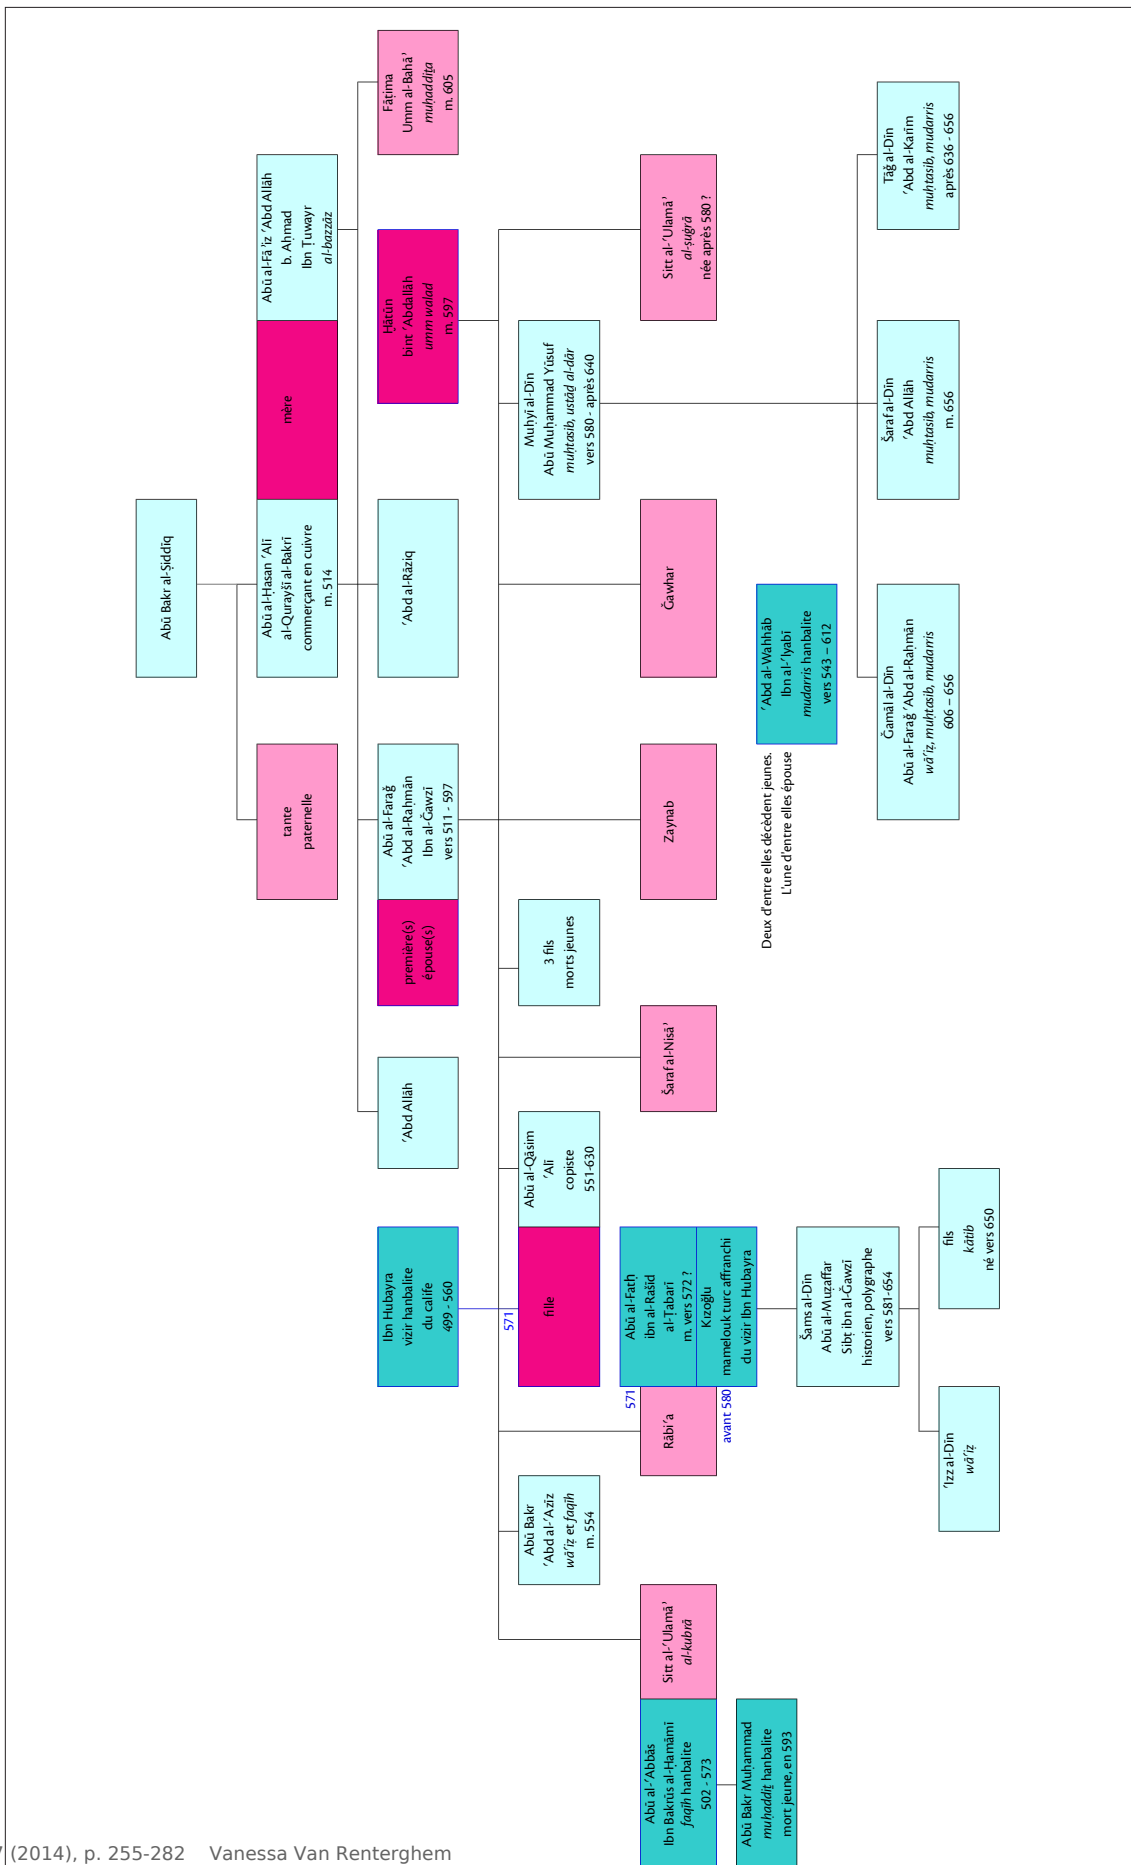 Abū Bakr al-Ṣiddīq
tante
paternelle
Abū al-Ḥasan ʿAlī
al-Qurayšī al-Bakrī
commerçant en cuivre
m. 514
mère
Abū al-Fāʾiz ʿAbd Allāh
b. Aḥmad
Ibn Ṭuwayr
al-bazzāz
Ibn Hubayra
vizir hanbalite
du calife
499 - 560
ʿAbd Allāh
première(s)
épouse(s)
Abū al-Farağ
ʿAbd al-Raḥmān
Ibn al-Ğawzī
vers 511 - 597
ʿAbd al-Rāziq
Ḫātūn
bint ʿAbdallāh
umm walad
m. 597
Fāṭima
Umm al-Bahāʾ
muḥaddiṯa
m. 605
571
Abū Bakr
ʿAbd al-ʿAzīz
wāʿiẓ et faqīh
m. 554
fille
Abū al-Qāsim
ʿAlī
copiste
551-630
3 fils
morts jeunes
Muḥyī al-Dīn
Abū Muḥammad Yūsuf
muḥtasib, ustāḏ al-dār
vers 580 - après 640
Abū al-ʿAbbās
Ibn Bakrūs al-Ḥamāmī
faqīh hanbalite
502 - 573
Sitt al-ʿUlamāʾ
al-kubrā
Rābiʿa
571
avant 580
Abū al-Fatḥ
ibn al-Rašīd
al-Ṭabarī
m. vers 572 ?
Kızoğlu
mamelouk turc affranchi
du vizir Ibn Hubayra
Šaraf al-Nisāʾ
Zaynab
Ğawhar
Sitt al-ʿUlamāʾ
al-ṣuġrā
née après 580 ?
Abū Bakr Muḥammad
muḥaddiṯ hanbalite
mort jeune, en 593
Deux d'entre elles décèdent jeunes.
L'une d'entre elles épouse
ʿAbd al-Wahhāb
Ibn al-ʿIyabī
mudarris hanbalite
vers 543 – 612
Šams al-Dīn
Abū al-Muẓaffar
Sibṭ ibn al-Ğawzī
historien, polygraphe
vers 581-654
Ğamāl al-Dīn
Abū al-Farağ ʿAbd al-Raḥmān
wāʿiẓ, muḥtasib, mudarris
606 – 656
Šaraf al-Dīn
ʿAbd Allāh
muḥtasib, mudarris
m. 656
Tāğ al-Dīn
ʿAbd al-Karīm
muḥtasib, mudarris
après 636 - 656
ʿIzz al-Dīn
wāʿiẓ
fils
kātib
né vers 650
(2014), p. 255-282 Vanessa Van Renterghem